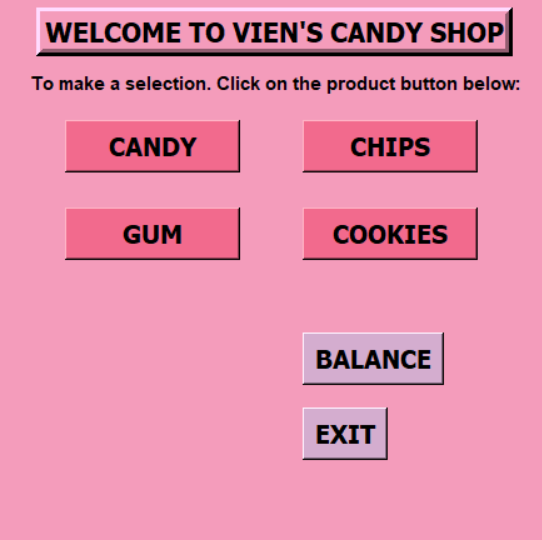 WELCOME TO VIEN'S CANDY SHOP
To make a selection. Click on the product button below:
CANDY CHIPS
GUM COOKIES
BALANCE
EXIT